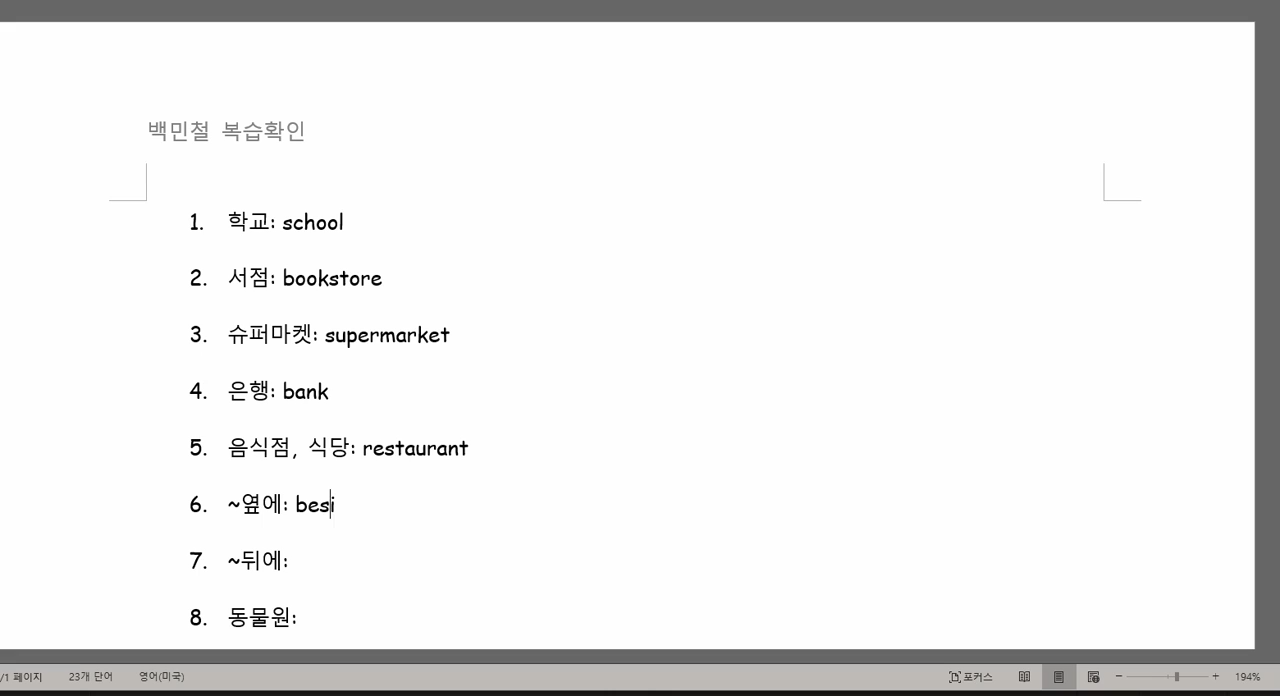 백민철 복습확인
1. 학교: school
2. 서점: bookstore
3. 슈퍼마켓: supermarket
4. 은행: bank
5. 음식점, 식당: restaurant
6. ~옆에: besi
7. ~뒤에:
8. 동물원:
/1 페이지 23개 단어 영어(미국) 포커스 − + 194%